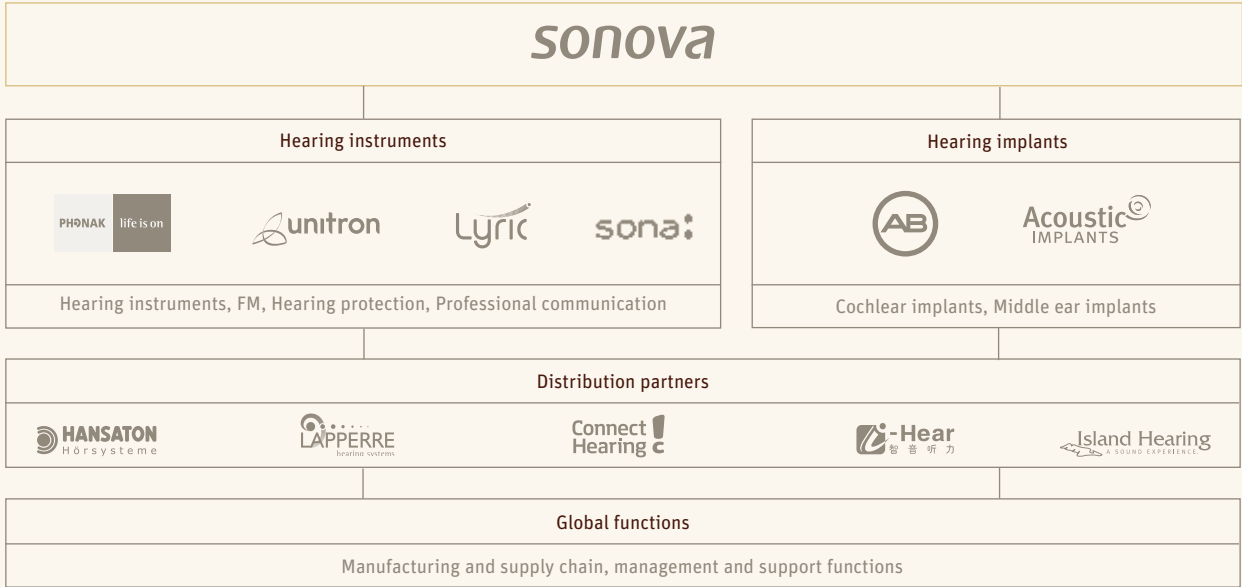 sonova
Hearing instruments
PHONAK life is on
unitron
Lyric
sona:
Hearing instruments, FM, Hearing protection, Professional communication
Hearing implants
AB
Acoustic
IMPLANTS
Cochlear implants, Middle ear implants
Distribution partners
HANSATON
Hörsysteme
LAPPERRE
hearing systems
Connect
Hearing
i-Hear
智音听力
Island Hearing
A SOUND EXPERIENCE.
Global functions
Manufacturing and supply chain, management and support functions